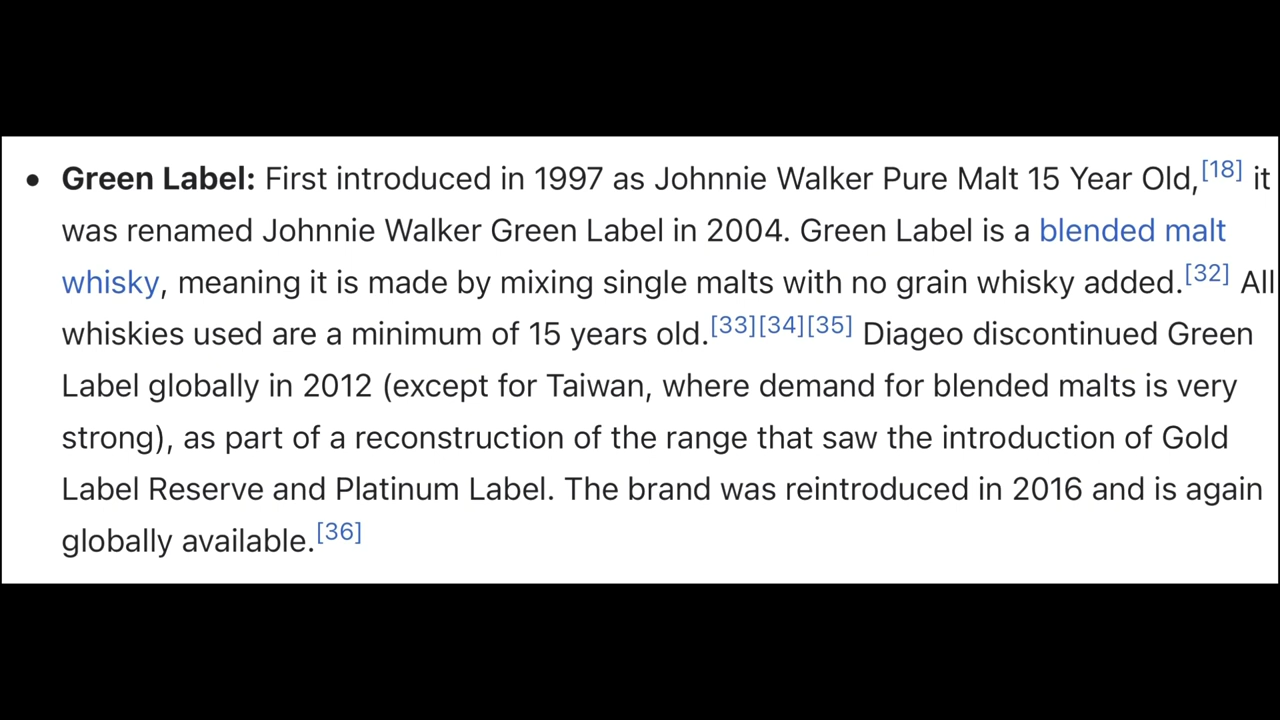 • Green Label: First introduced in 1997 as Johnnie Walker Pure Malt 15 Year Old,[18] it
was renamed Johnnie Walker Green Label in 2004. Green Label is a blended malt
whisky, meaning it is made by mixing single malts with no grain whisky added.[32] All
whiskies used are a minimum of 15 years old.[33][34][35] Diageo discontinued Green
Label globally in 2012 (except for Taiwan, where demand for blended malts is very
strong), as part of a reconstruction of the range that saw the introduction of Gold
Label Reserve and Platinum Label. The brand was reintroduced in 2016 and is again
globally available.[36]